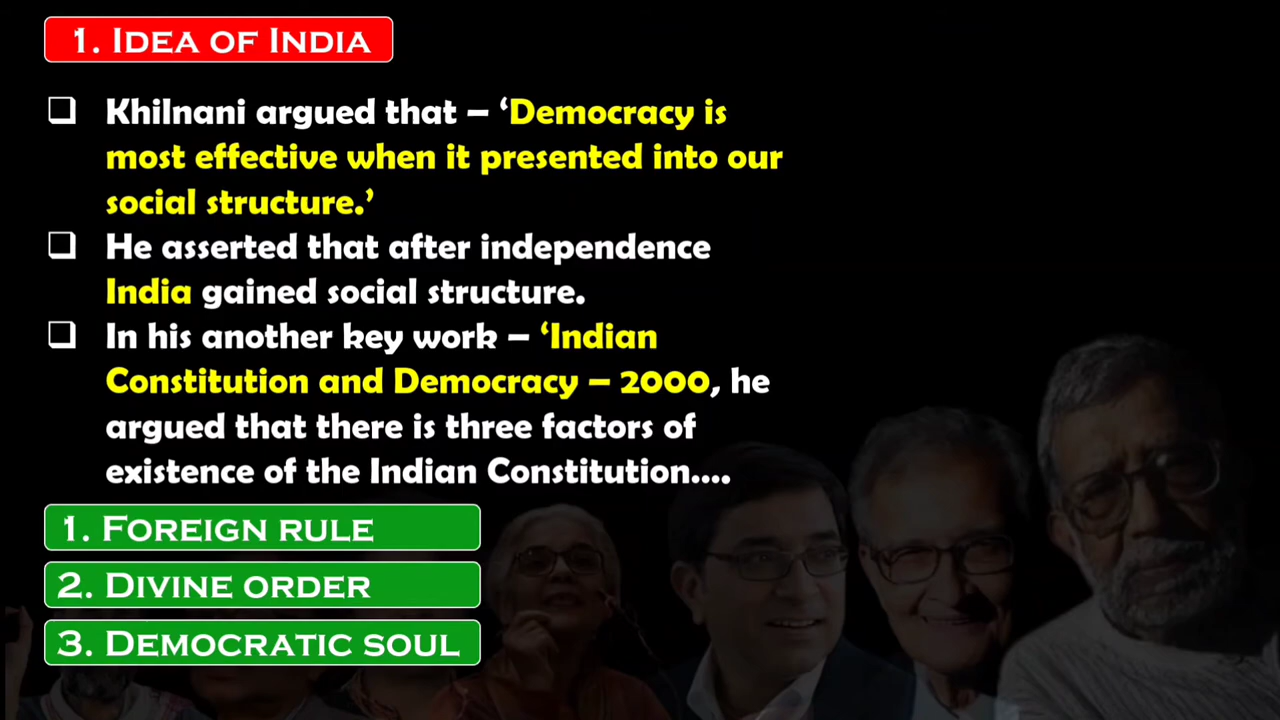 1. Idea of India
❑ Khilnani argued that – ‘Democracy is
most effective when it presented into our
social structure.’
❑ He asserted that after independence
India gained social structure.
❑ In his another key work – ‘Indian
Constitution and Democracy – 2000, he
argued that there is three factors of
existence of the Indian Constitution....
1. Foreign rule
2. Divine order
3. Democratic soul